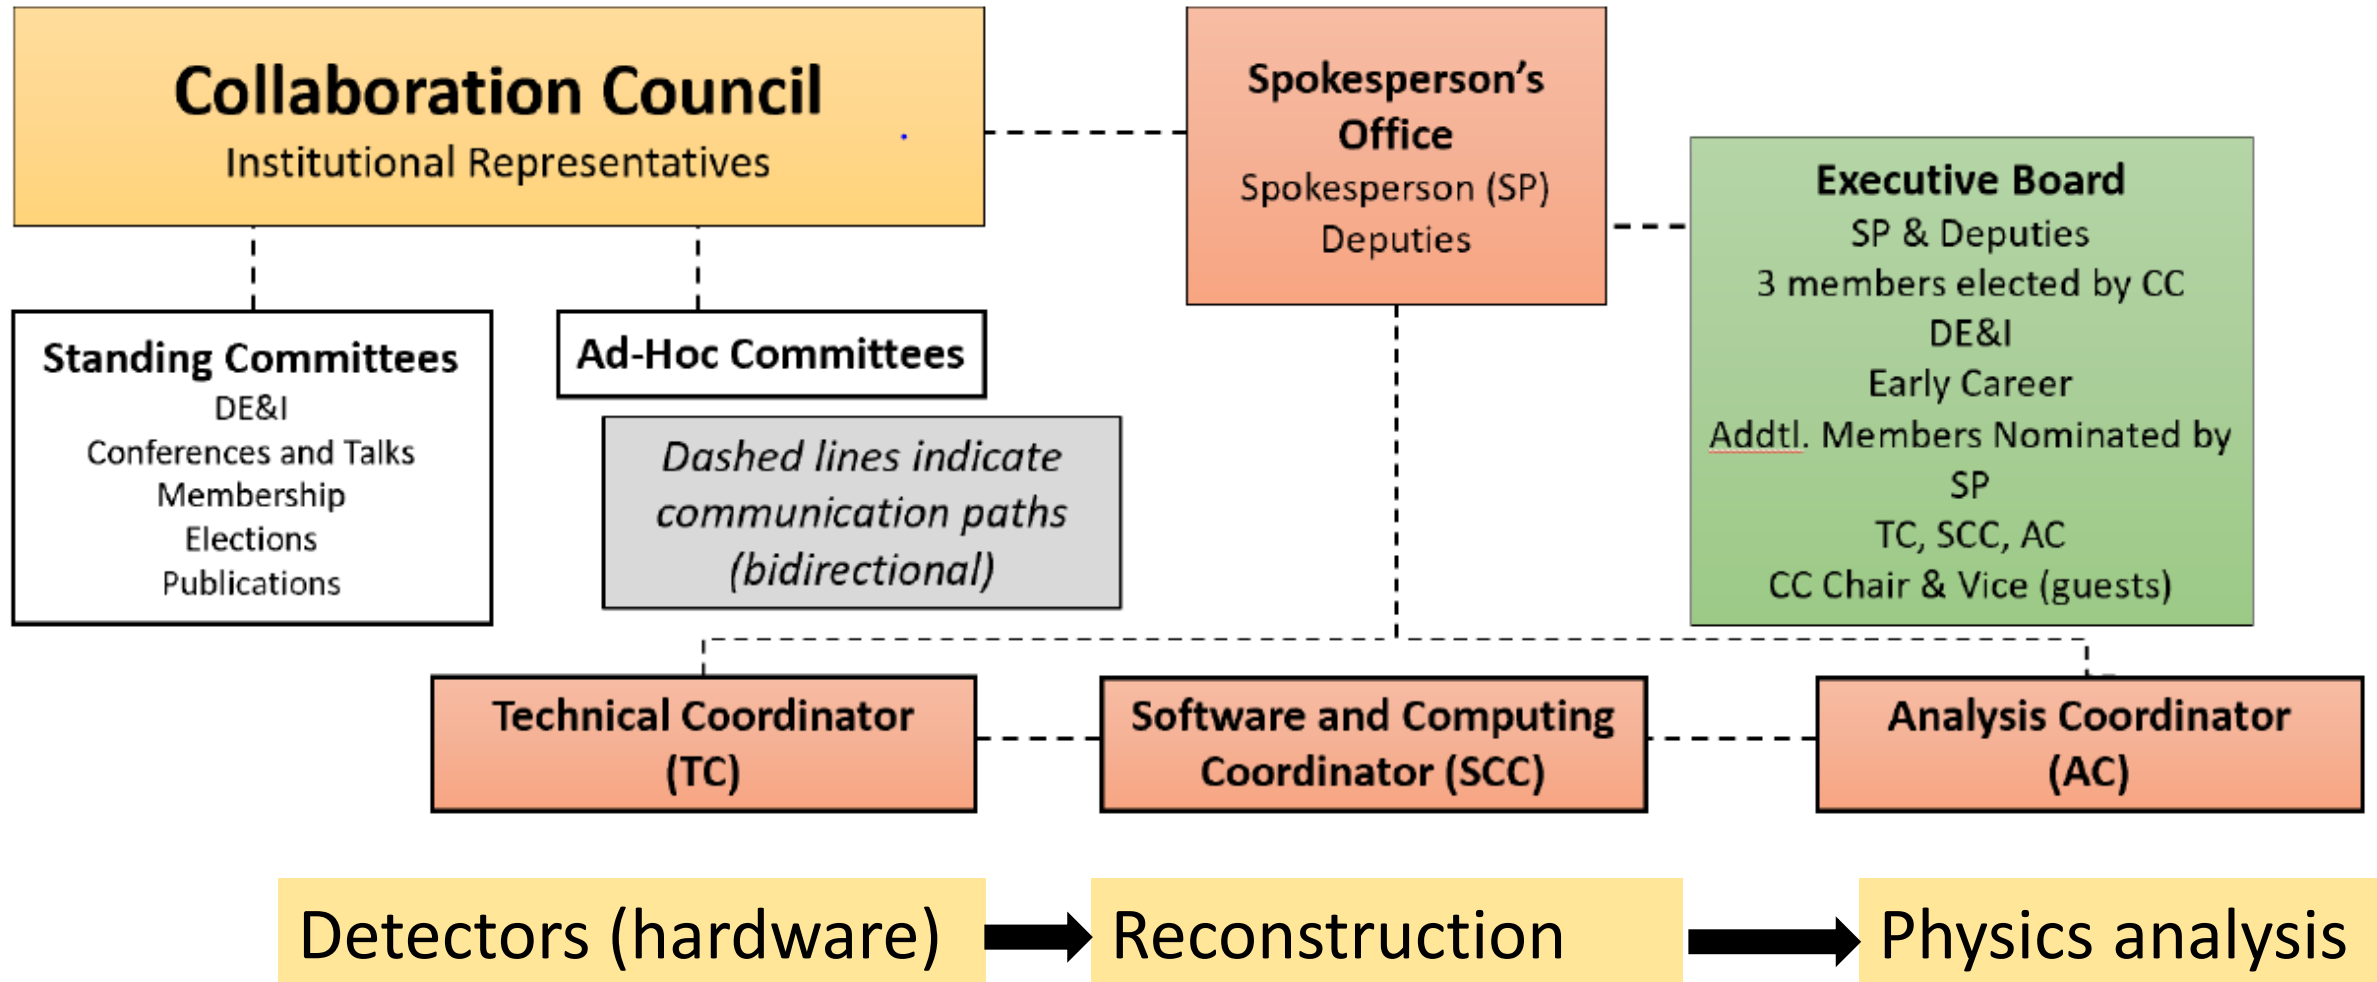 Collaboration Council
Institutional Representatives
Spokesperson’s
Office
Spokesperson (SP)
Deputies
Executive Board
SP & Deputies
3 members elected by CC
DE&I
Early Career
Addtl. Members Nominated by
SP
TC, SCC, AC
CC Chair & Vice (guests)
Standing Committees
DE&I
Conferences and Talks
Membership
Elections
Publications
Ad-Hoc Committees
Dashed lines indicate
communication paths
(bidirectional)
Technical Coordinator
(TC)
Software and Computing
Coordinator (SCC)
Analysis Coordinator
(AC)
Detectors (hardware)
Reconstruction
Physics analysis